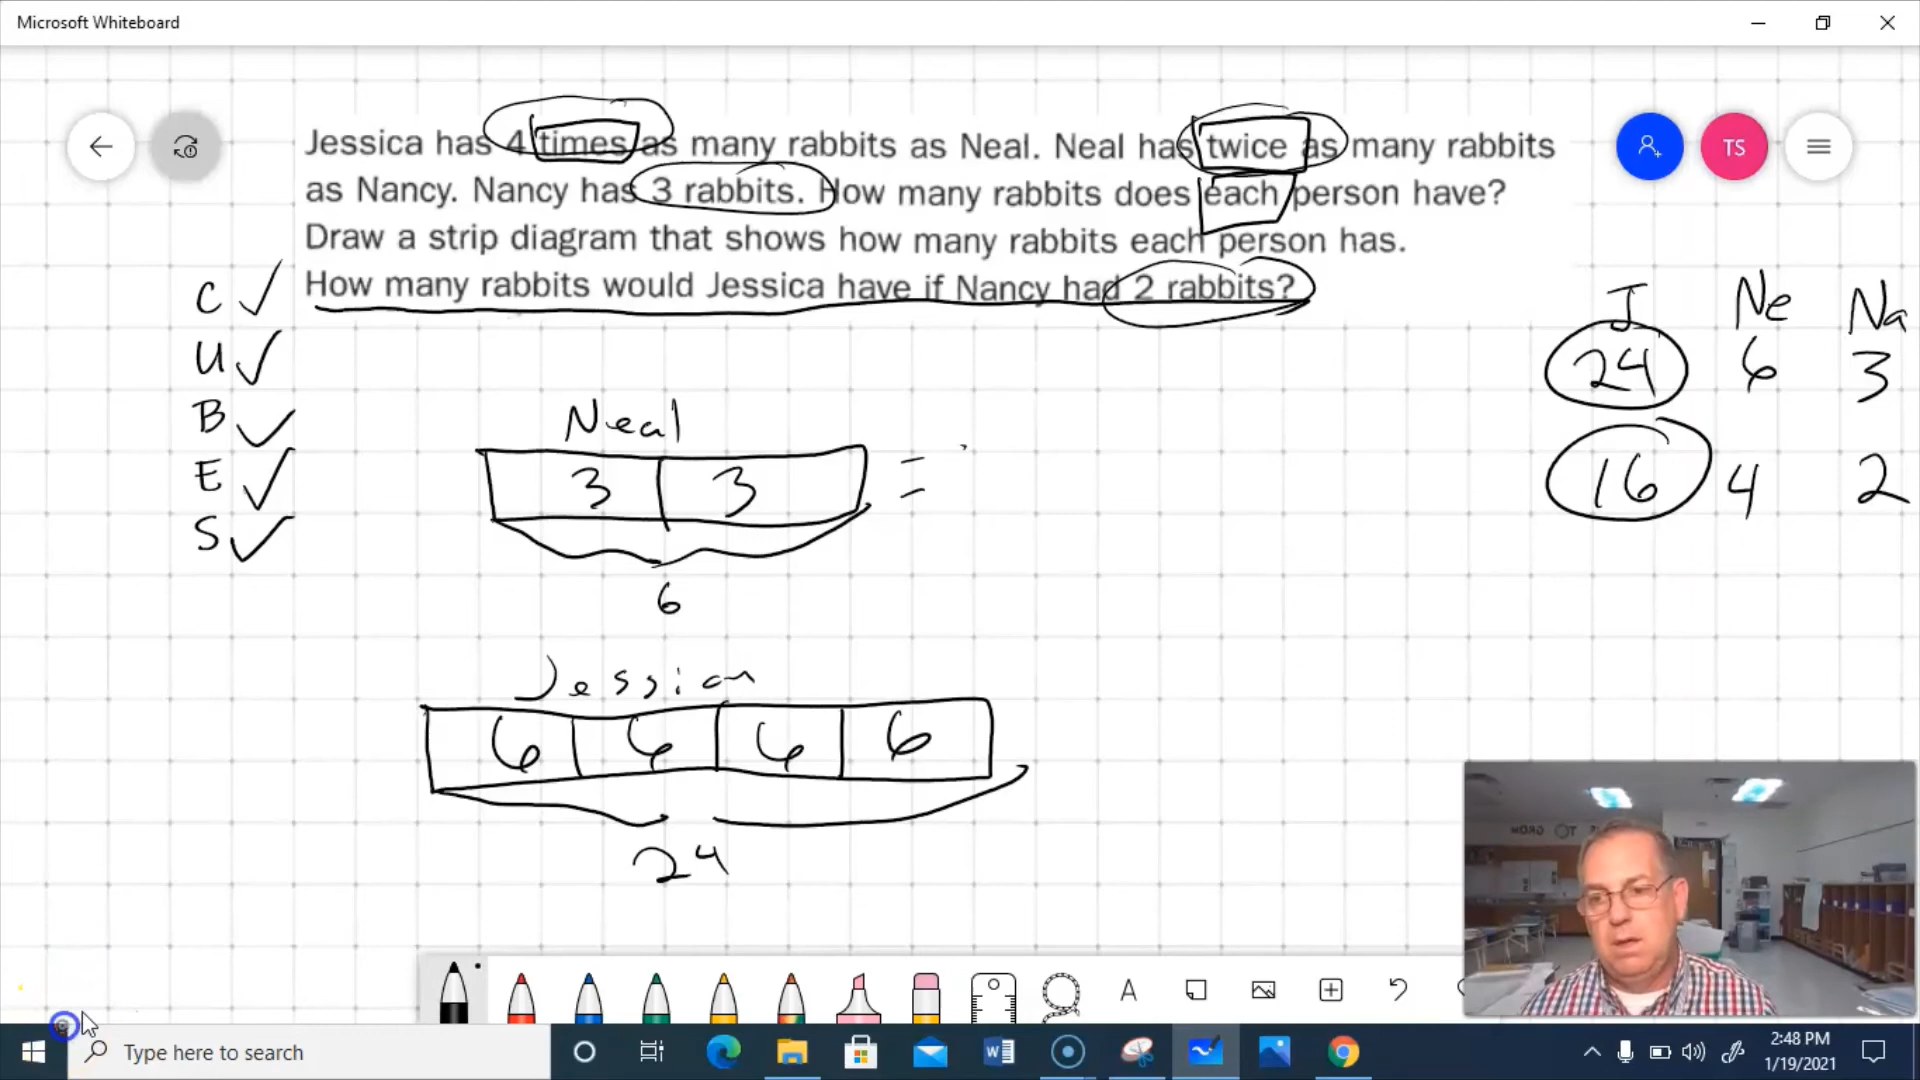 Microsoft Whiteboard
Jessica has 4 times as many rabbits as Neal. Neal has twice as many rabbits
as Nancy. Nancy has 3 rabbits. How many rabbits does each person have?
Draw a strip diagram that shows how many rabbits each person has.
How many rabbits would Jessica have if Nancy had 2 rabbits?
TS
C ✓
U ✓
B ✓
E ✓
S ✓
J Ne Na
24 6 3
16 4 2
Neal
3 3 =
6
Jessica
6 6 6 6
24
GROW TO
A
Type here to search
2:48 PM
1/19/2021